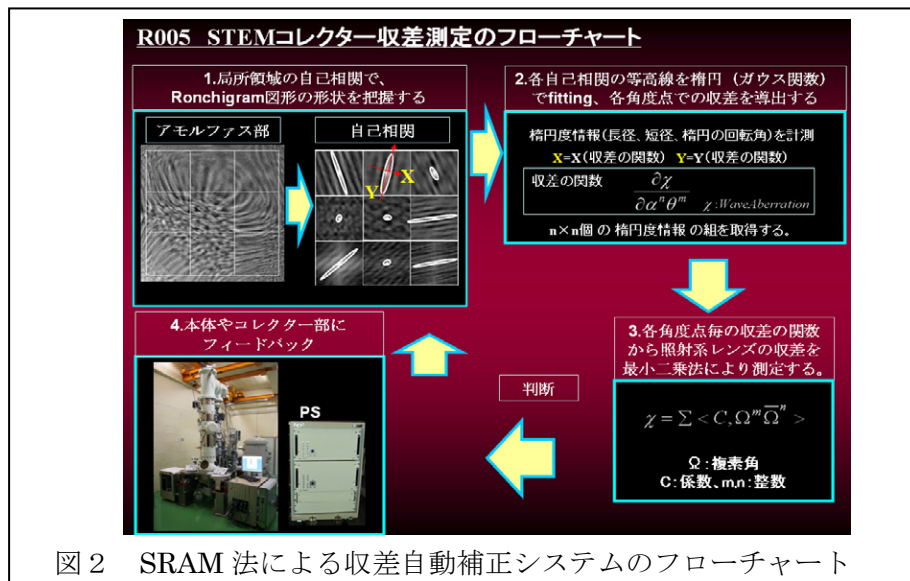 R005 STEMコレクター収差測定のフローチャート
1.局所領域の自己相関で、
Ronchigram図形の形状を把握する
アモルファス部
自己相関
X
Y
2.各自己相関の等高線を楕円（ガウス関数）
でfitting、各角度点での収差を導出する
楕円度情報(長径、短径、楕円の回転角)を計測
X=X(収差の関数) Y=Y(収差の関数)
収差の関数 ∂χ/∂αⁿθᵐ χ:WaveAberration
n×n個 の 楕円度情報 の組を取得する。
3.各角度点毎の収差の関数
から照射系レンズの収差を
最小二乗法により測定する。
χ = Σ < C, Ωᵐ Ω̅ⁿ >
Ω:複素角
C:係数、m,n:整数
判断
4.本体やコレクター部に
フィードバック
PS
図２ SRAM 法による収差自動補正システムのフローチャート